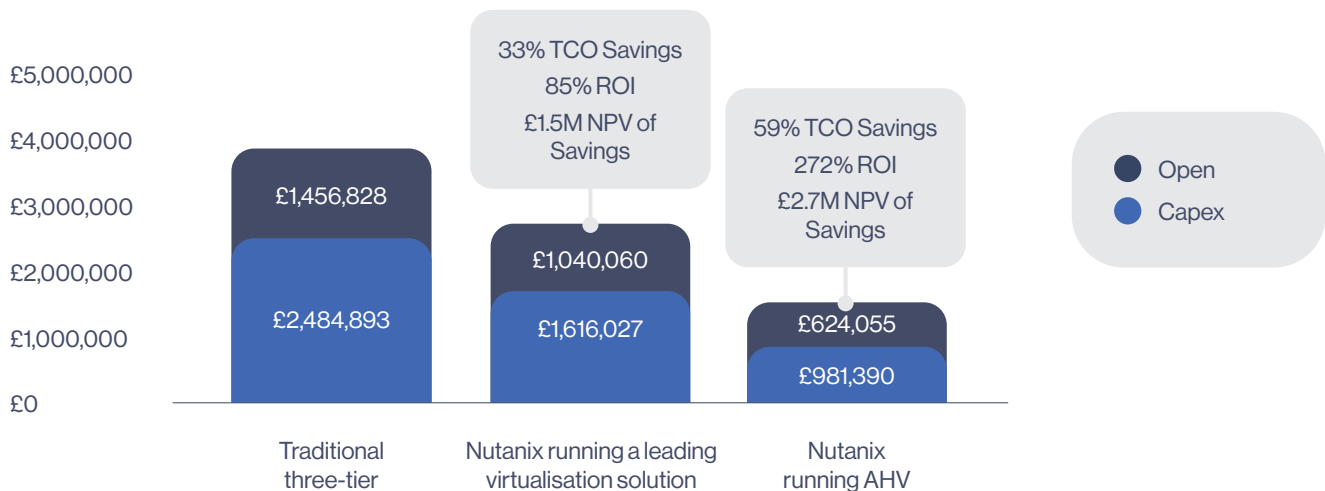 £5,000,000
£4,000,000
£3,000,000
£2,000,000
£1,000,000
£0
£1,456,828
£2,484,893
Traditional
three-tier
33% TCO Savings
85% ROI
£1.5M NPV of
Savings
£1,040,060
£1,616,027
Nutanix running a leading
virtualisation solution
59% TCO Savings
272% ROI
£2.7M NPV of
Savings
£624,055
£981,390
Nutanix
running AHV
Open
Capex